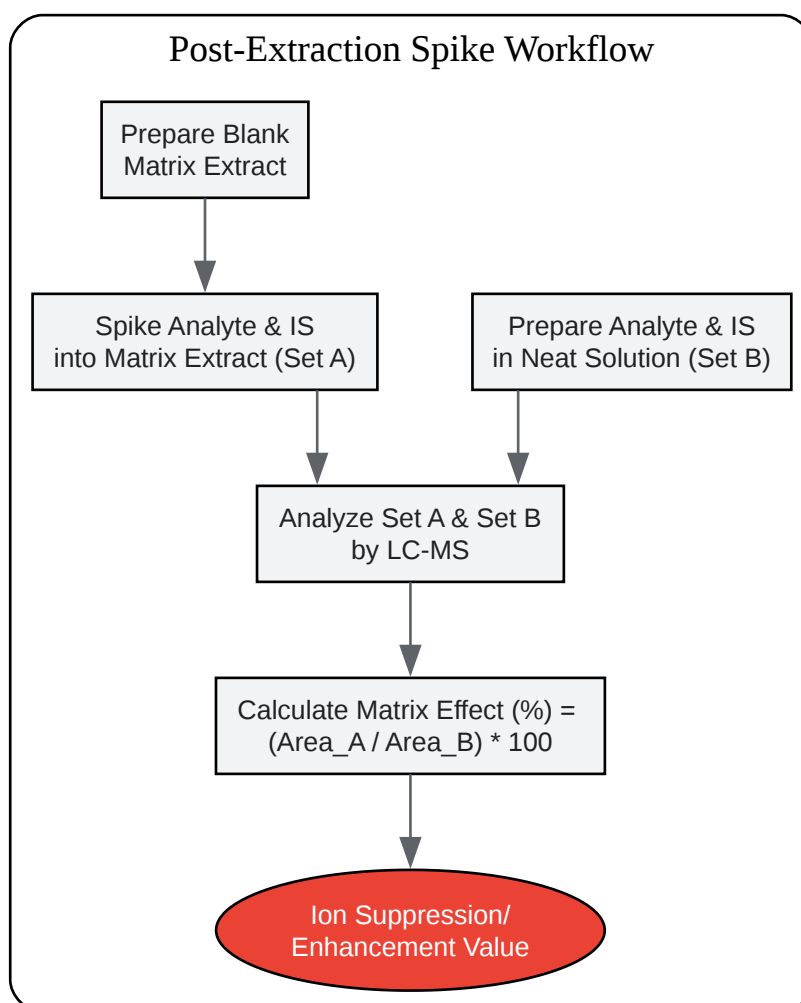 Post-Extraction Spike Workflow
Prepare Blank
Matrix Extract
Spike Analyte & IS
into Matrix Extract (Set A)
Prepare Analyte & IS
in Neat Solution (Set B)
Analyze Set A & Set B
by LC-MS
Calculate Matrix Effect (%) =
(Area_A / Area_B) * 100
Ion Suppression/
Enhancement Value